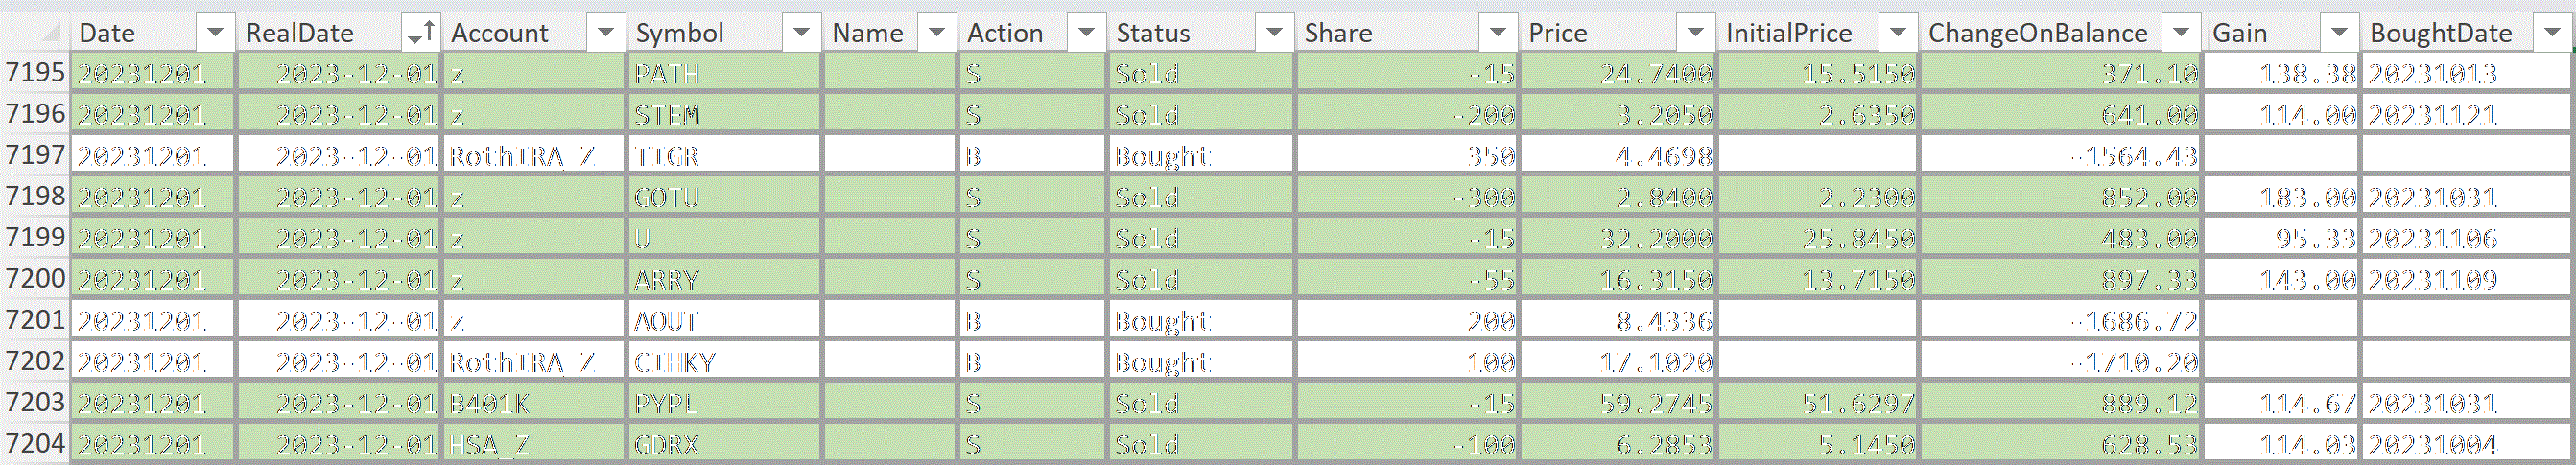 Date RealDate Account Symbol Name Action Status Share Price InitialPrice ChangeOnBalance Gain BoughtDate
7195 20231201 2023-12-01 z PATH S Sold -15 24.7400 15.5150 371.10 138.38 20231013
7196 20231201 2023-12-01 z STEM S Sold -200 3.2050 2.6350 641.00 114.00 20231121
7197 20231201 2023-12-01 RothIRA_Z TIGR B Bought 350 4.4698 -1564.43
7198 20231201 2023-12-01 z GOTU S Sold -300 2.8400 2.2300 852.00 183.00 20231031
7199 20231201 2023-12-01 z U S Sold -15 32.2000 25.8450 483.00 95.33 20231106
7200 20231201 2023-12-01 z ARRY S Sold -55 16.3150 13.7150 897.33 143.00 20231109
7201 20231201 2023-12-01 z AOUT B Bought 200 8.4336 -1686.72
7202 20231201 2023-12-01 RothIRA_Z CIHKY B Bought 100 17.1020 -1710.20
7203 20231201 2023-12-01 B401K PYPL S Sold -15 59.2745 51.6297 889.12 114.67 20231031
7204 20231201 2023-12-01 HSA_Z GDRX S Sold -100 6.2853 5.1450 628.53 114.03 20231004